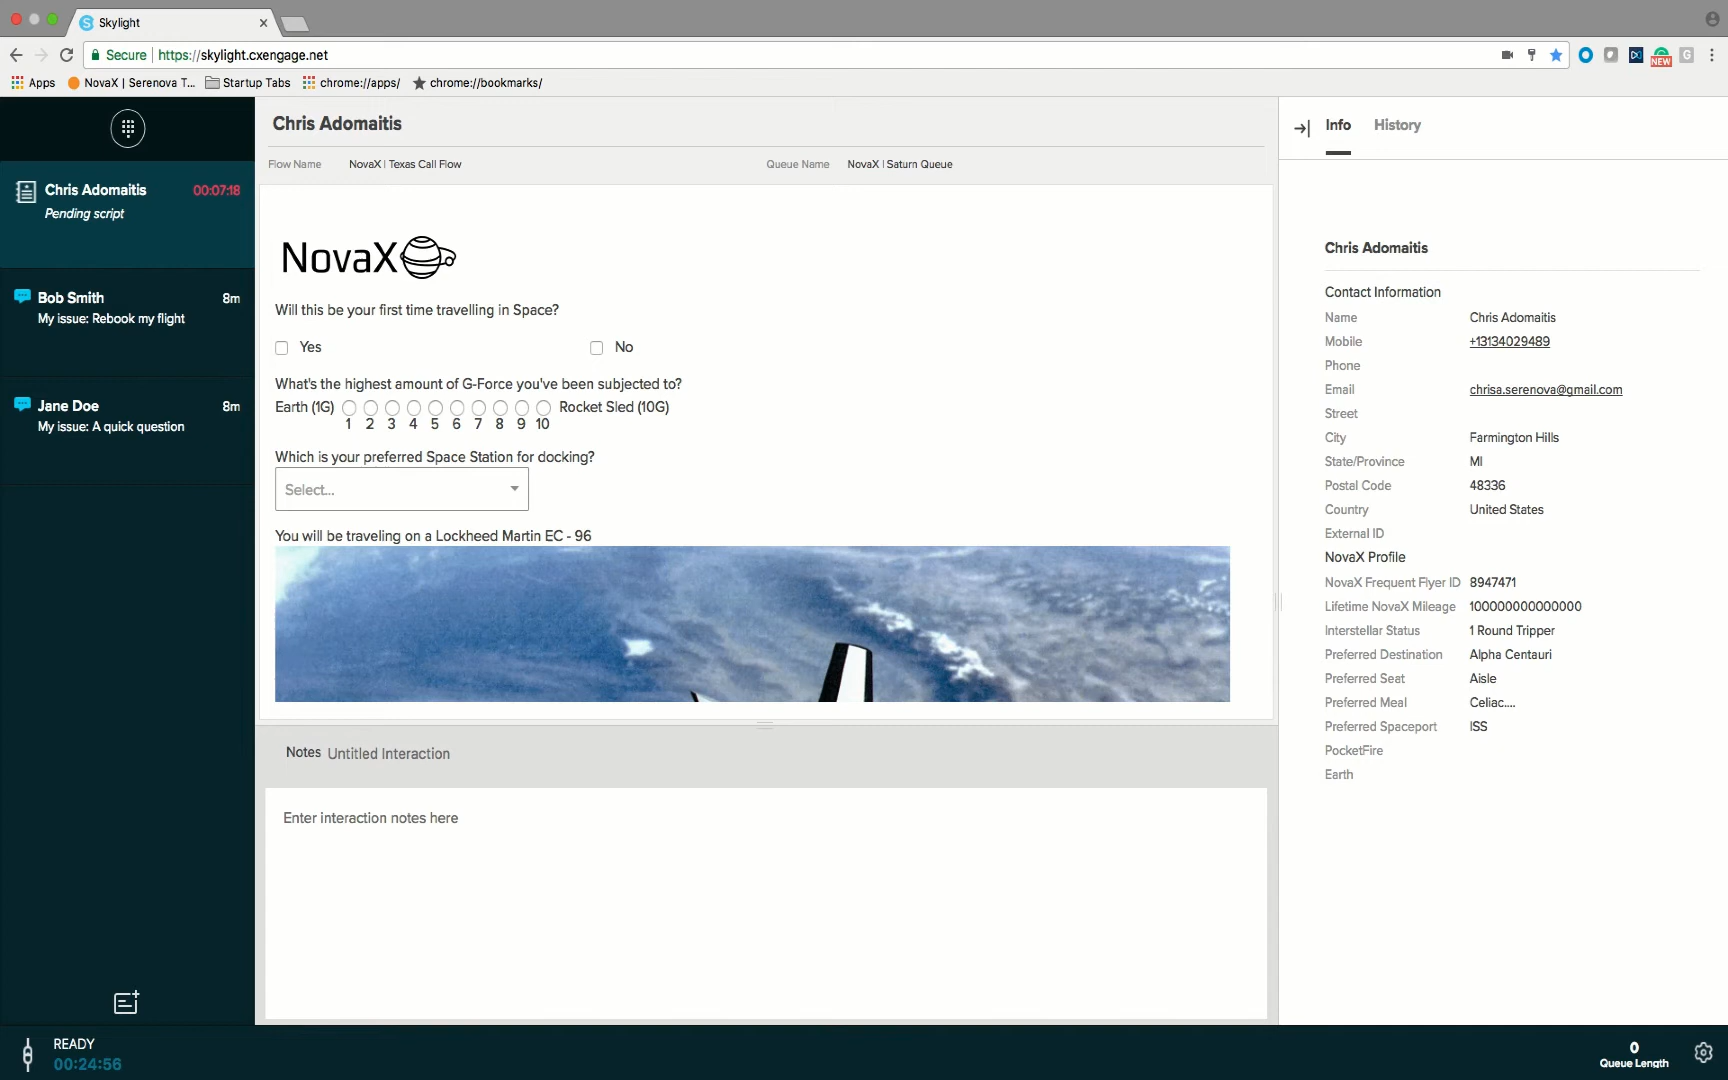 Skylight
Secure https://skylight.cxengage.net
NEW
Apps NovaX | Serenova T... Startup Tabs chrome://apps/ chrome://bookmarks/
Chris Adomaitis 00:07:18
Pending script
Bob Smith 8m
My issue: Rebook my flight
Jane Doe 8m
My issue: A quick question
READY
00:24:56
Chris Adomaitis
Flow Name NovaX | Texas Call Flow Queue Name NovaX | Saturn Queue
NovaX
Will this be your first time travelling in Space?
Yes No
What's the highest amount of G-Force you've been subjected to?
Earth (1G) Rocket Sled (10G)
1 2 3 4 5 6 7 8 9 10
Which is your preferred Space Station for docking?
Select...
You will be traveling on a Lockheed Martin EC - 96
Notes Untitled Interaction
Enter interaction notes here
Info History
Chris Adomaitis
Contact Information
Name Chris Adomaitis
Mobile +13134029489
Phone
Email chrisa.serenova@gmail.com
Street
City Farmington Hills
State/Province MI
Postal Code 48336
Country United States
External ID
NovaX Profile
NovaX Frequent Flyer ID 8947471
Lifetime NovaX Mileage 100000000000000
Interstellar Status 1 Round Tripper
Preferred Destination Alpha Centauri
Preferred Seat Aisle
Preferred Meal Celiac....
Preferred Spaceport ISS
PocketFire
Earth
0
Queue Length